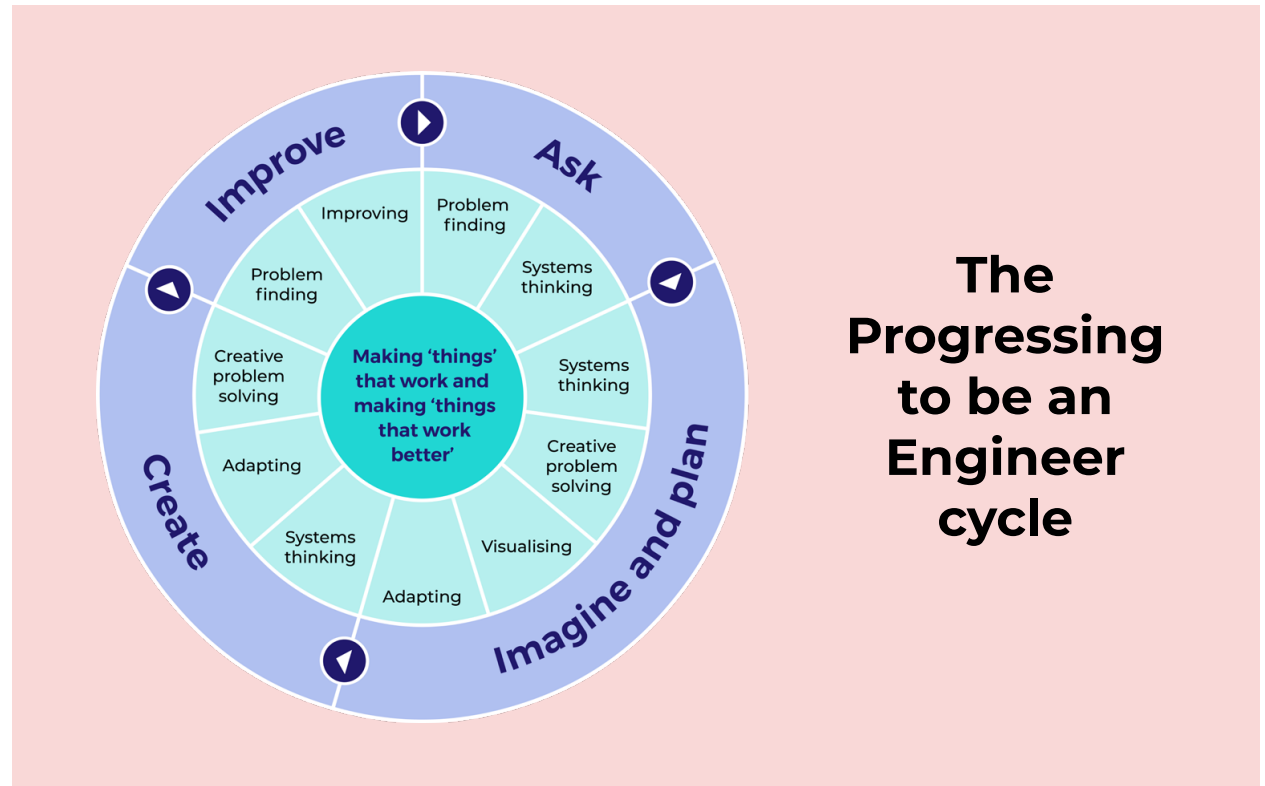 Improve
Ask
Imagine and plan
Create
Improving
Problem
finding
Systems
thinking
Systems
thinking
Creative
problem
solving
Visualising
Adapting
Systems
thinking
Adapting
Creative
problem
solving
Problem
finding
Making ‘things’
that work and
making ‘things
that work
better’
The
Progressing
to be an
Engineer
cycle